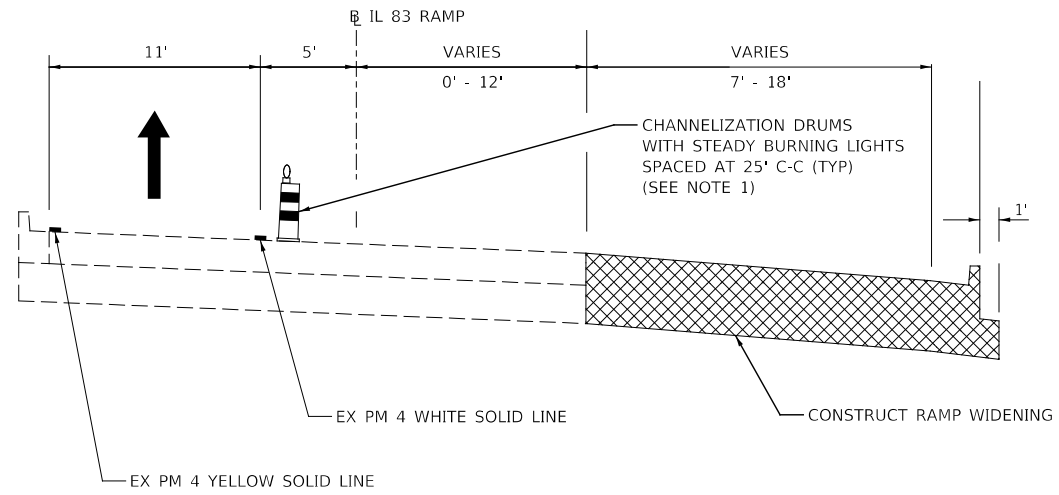 ℄ IL 83 RAMP
11'
5'
VARIES
0' - 12'
VARIES
7' - 18'
CHANNELIZATION DRUMS
WITH STEADY BURNING LIGHTS
SPACED AT 25' C-C (TYP)
(SEE NOTE 1)
1'
EX PM 4 WHITE SOLID LINE
CONSTRUCT RAMP WIDENING
EX PM 4 YELLOW SOLID LINE